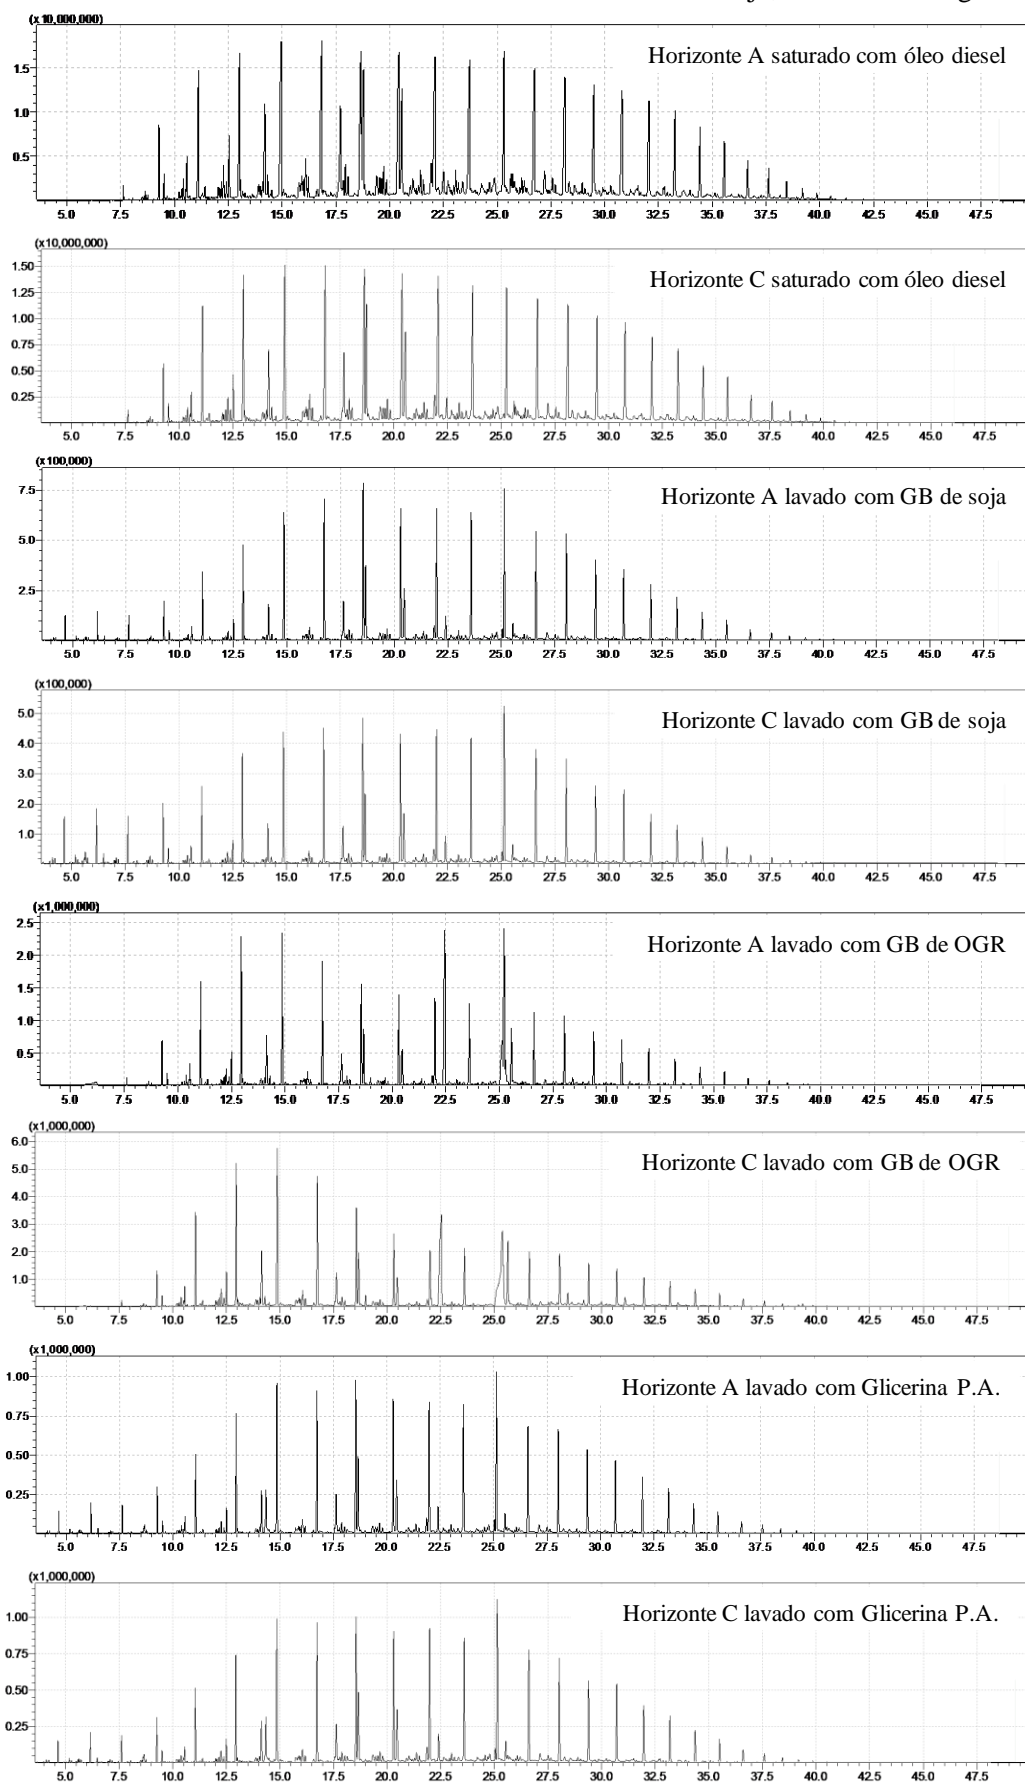 (x 10,000,000)
Horizonte A saturado com óleo diesel
1.5
1.0
0.5
5.0 7.5 10.0 12.5 15.0 17.5 20.0 22.5 25.0 27.5 30.0 32.5 35.0 37.5 40.0 42.5 45.0 47.5
(x10,000,000)
Horizonte C saturado com óleo diesel
1.50
1.25
1.00
0.75
0.50
0.25
5.0 7.5 10.0 12.5 15.0 17.5 20.0 22.5 25.0 27.5 30.0 32.5 35.0 37.5 40.0 42.5 45.0 47.5
(x100,000)
Horizonte A lavado com GB de soja
7.5
5.0
2.5
5.0 7.5 10.0 12.5 15.0 17.5 20.0 22.5 25.0 27.5 30.0 32.5 35.0 37.5 40.0 42.5 45.0 47.5
(x100,000)
Horizonte C lavado com GB de soja
5.0
4.0
3.0
2.0
1.0
5.0 7.5 10.0 12.5 15.0 17.5 20.0 22.5 25.0 27.5 30.0 32.5 35.0 37.5 40.0 42.5 45.0 47.5
(x1,000,000)
Horizonte A lavado com GB de OGR
2.5
2.0
1.5
1.0
0.5
5.0 7.5 10.0 12.5 15.0 17.5 20.0 22.5 25.0 27.5 30.0 32.5 35.0 37.5 40.0 42.5 45.0 47.5
(x1,000,000)
Horizonte C lavado com GB de OGR
6.0
5.0
4.0
3.0
2.0
1.0
5.0 7.5 10.0 12.5 15.0 17.5 20.0 22.5 25.0 27.5 30.0 32.5 35.0 37.5 40.0 42.5 45.0 47.5
(x1,000,000)
Horizonte A lavado com Glicerina P.A.
1.00
0.75
0.50
0.25
5.0 7.5 10.0 12.5 15.0 17.5 20.0 22.5 25.0 27.5 30.0 32.5 35.0 37.5 40.0 42.5 45.0 47.5
(x1,000,000)
Horizonte C lavado com Glicerina P.A.
1.00
0.75
0.50
0.25
5.0 7.5 10.0 12.5 15.0 17.5 20.0 22.5 25.0 27.5 30.0 32.5 35.0 37.5 40.0 42.5 45.0 47.5